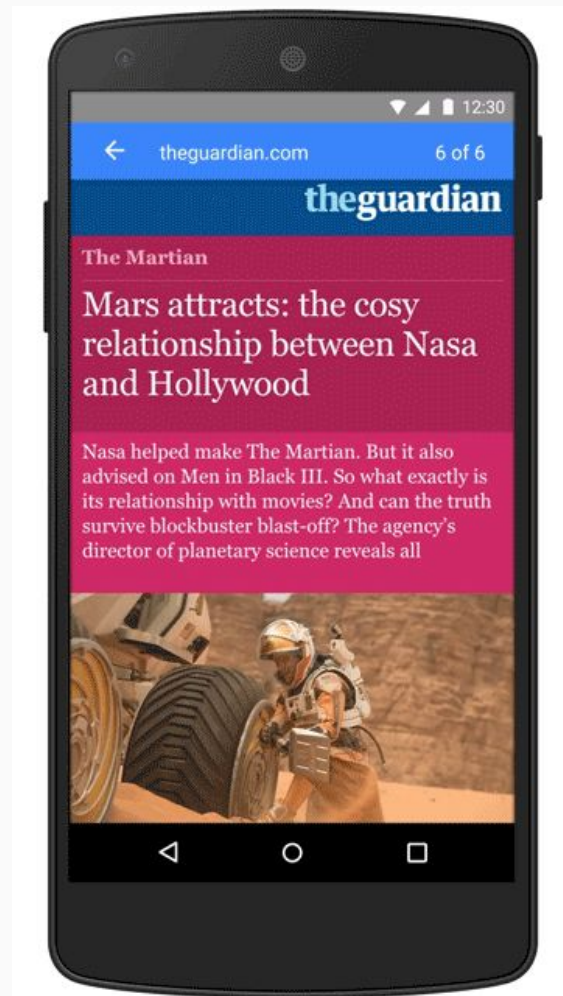 12:30
theguardian.com 6 of 6
theguardian
The Martian
Mars attracts: the cosy
relationship between Nasa
and Hollywood
Nasa helped make The Martian. But it also
advised on Men in Black III. So what exactly is
its relationship with movies? And can the truth
survive blockbuster blast-off? The agency's
director of planetary science reveals all